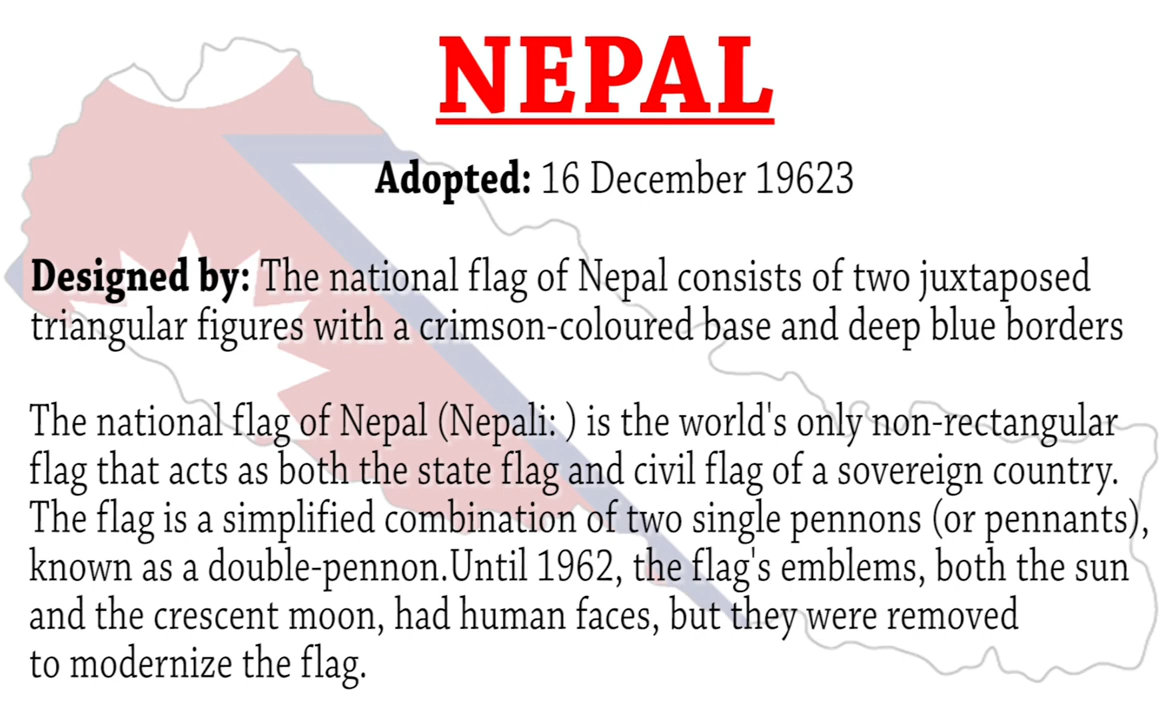 NEPAL
Adopted: 16 December 19623
Designed by: The national flag of Nepal consists of two juxtaposed
triangular figures with a crimson-coloured base and deep blue borders
The national flag of Nepal (Nepali: ) is the world's only non-rectangular
flag that acts as both the state flag and civil flag of a sovereign country.
The flag is a simplified combination of two single pennons (or pennants),
known as a double-pennon.Until 1962, the flag's emblems, both the sun
and the crescent moon, had human faces, but they were removed
to modernize the flag.